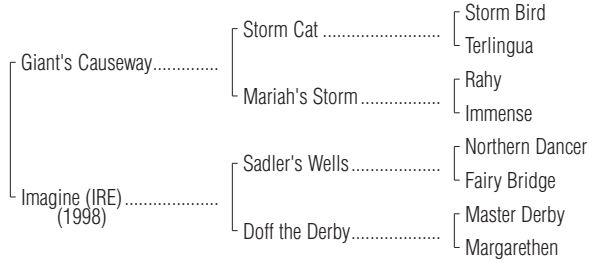 Storm Bird
Storm Cat ........................
Terlingua
Giant's Causeway..............
Rahy
Mariah's Storm ................
Immense
Northern Dancer
Sadler's Wells..................
Fairy Bridge
Imagine (IRE)....................
(1998)
Master Derby
Doff the Derby..................
Margarethen